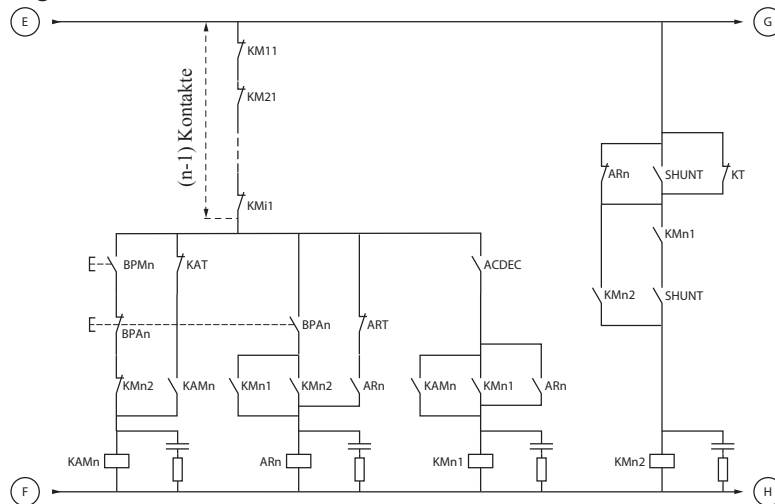 E
G
KM11
KM21
(n-1) Kontakte
KMi1
ARn
SHUNT
KT
KMn1
BPMn
KAT
ACDEC
KMn2
SHUNT
BPAn
BPAn
ART
KMn2
KAMn
KMn1
KMn2
ARn
KAMn
KMn1
ARn
KAMn
ARn
KMn1
KMn2
F
H